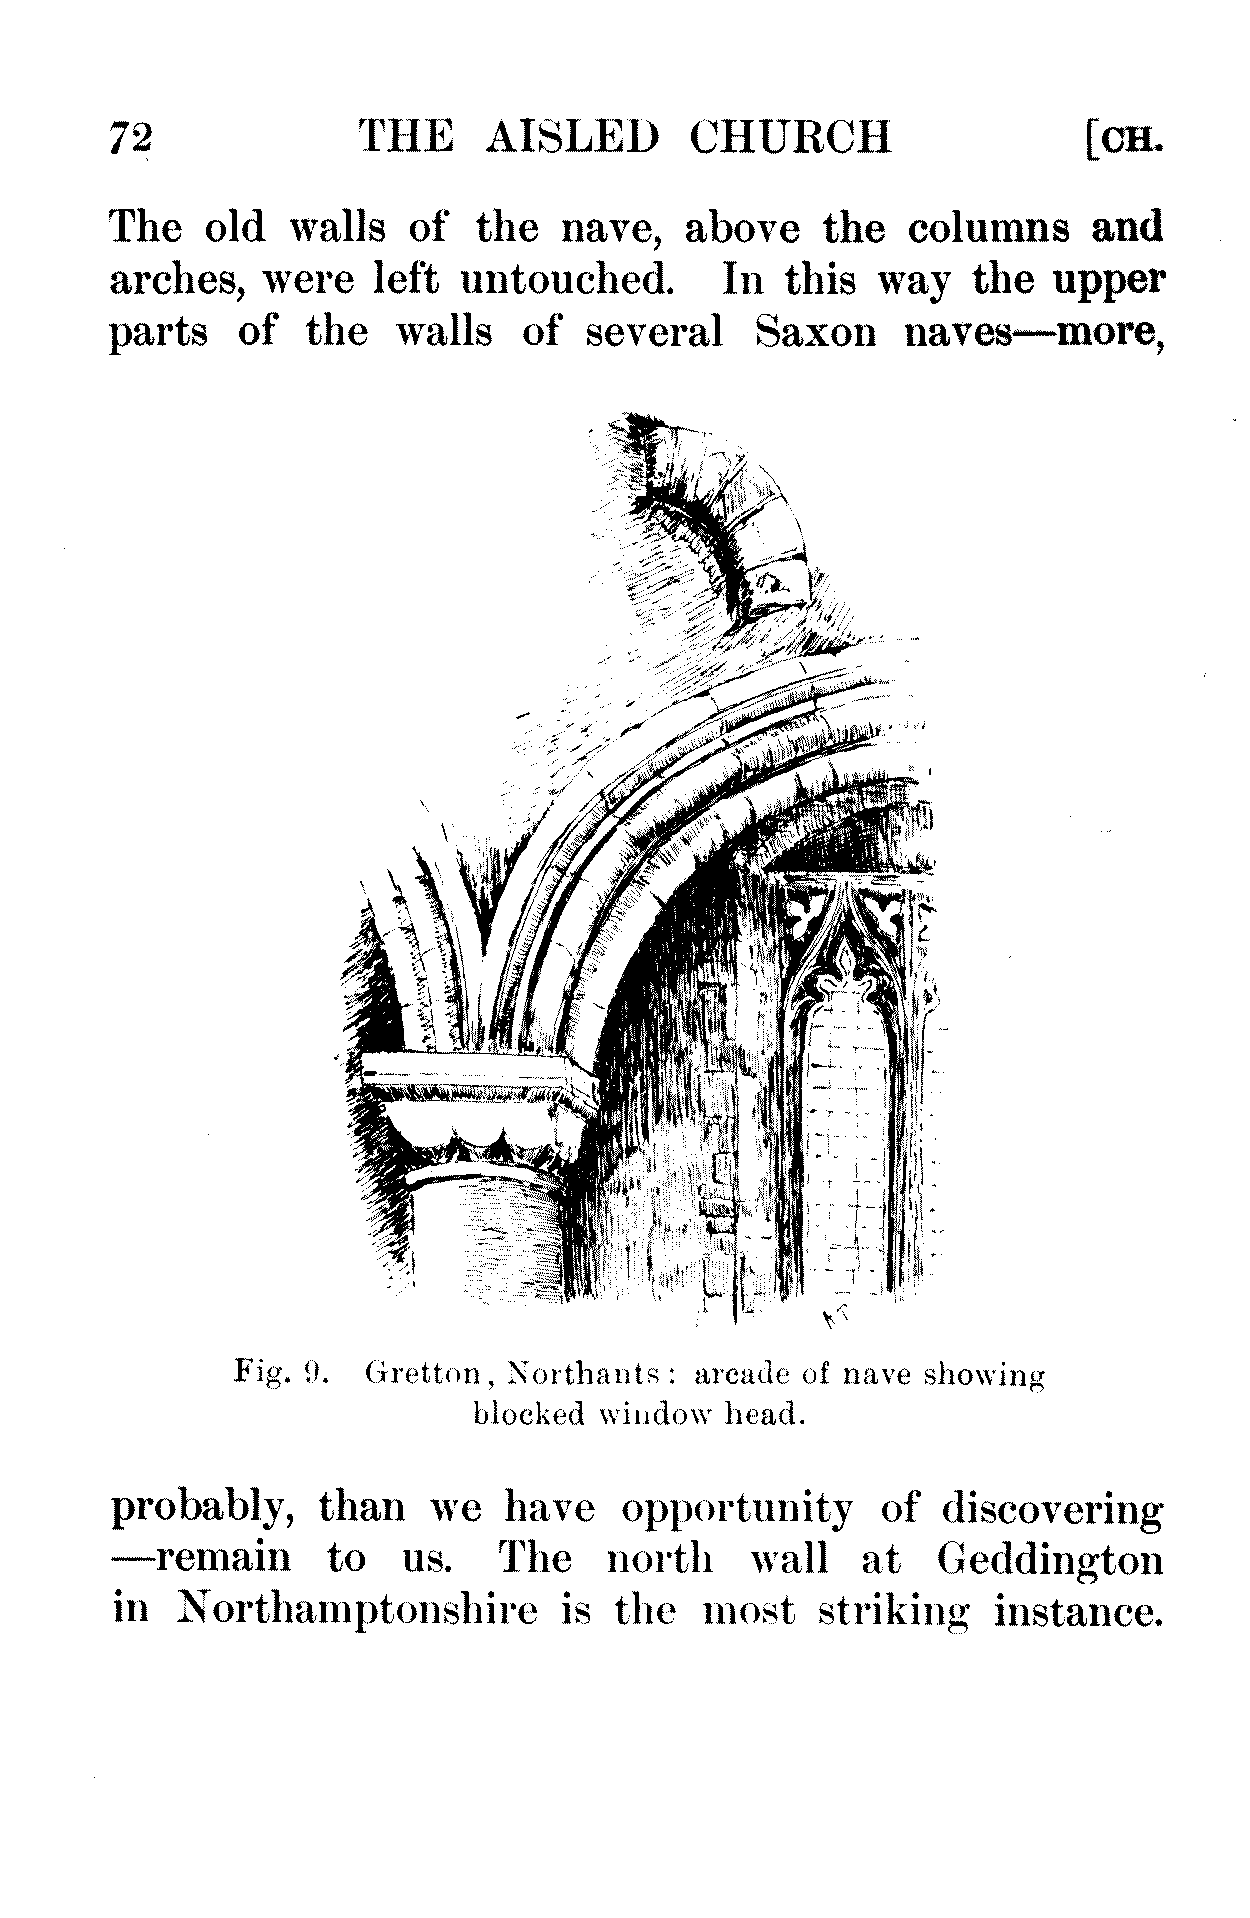 72 THE AISLED CHURCH [CH.
The old walls of the nave, above the columns and
arches, were left untouched. In this way the upper
parts of the walls of several Saxon naves—more,
AT
Fig. 9. Gretton, Northants: arcade of nave showing
blocked window head.
probably, than we have opportunity of discovering
—remain to us. The north wall at Geddington
in Northamptonshire is the most striking instance.